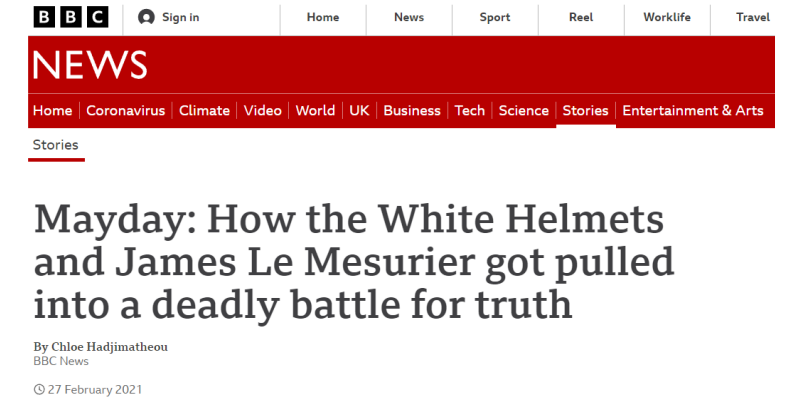 BBC Sign in Home News Sport Reel Worklife Travel
NEWS
Home Coronavirus Climate Video World UK Business Tech Science Stories Entertainment & Arts
Stories
Mayday: How the White Helmets
and James Le Mesurier got pulled
into a deadly battle for truth
By Chloe Hadjimatheou
BBC News
27 February 2021